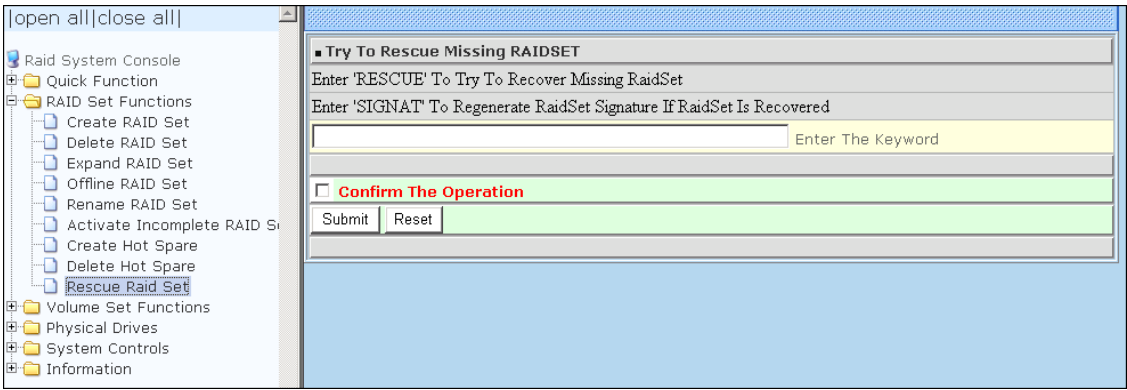 |open all|close all|
Raid System Console
Quick Function
RAID Set Functions
Create RAID Set
Delete RAID Set
Expand RAID Set
Offline RAID Set
Rename RAID Set
Activate Incomplete RAID S
Create Hot Spare
Delete Hot Spare
Rescue Raid Set
Volume Set Functions
Physical Drives
System Controls
Information
Try To Rescue Missing RAIDSET
Enter 'RESCUE' To Try To Recover Missing RaidSet
Enter 'SIGNAT' To Regenerate RaidSet Signature If RaidSet Is Recovered
Enter The Keyword
Confirm The Operation
Submit Reset